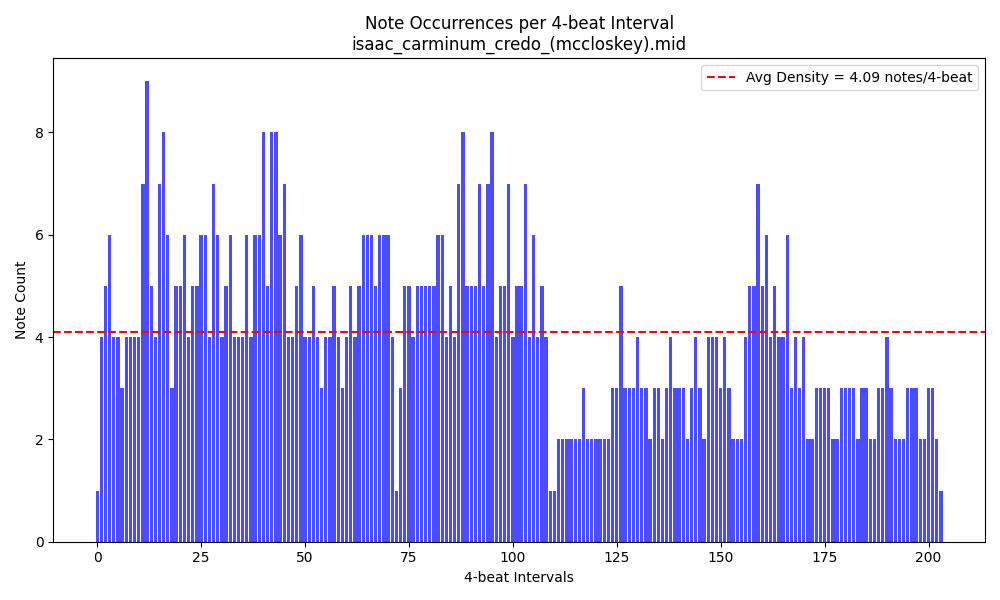 Note Occurrences per 4-beat Interval
isaac_carminum_credo_(mccloskey).mid
Avg Density = 4.09 notes/4-beat
Note Count
8
6
4
2
0
0 25 50 75 100 125 150 175 200
4-beat Intervals